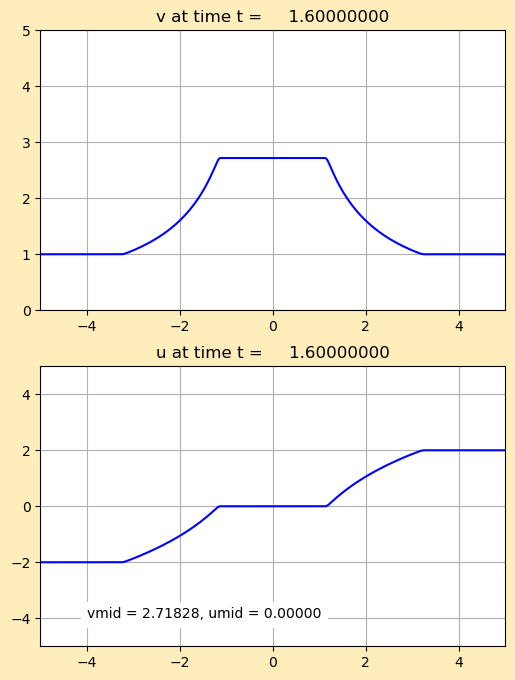 v at time t = 1.60000000
5
4
3
2
1
0
−4 −2 0 2 4
u at time t = 1.60000000
4
2
0
−2
−4
vmid = 2.71828, umid = 0.00000
−4 −2 0 2 4